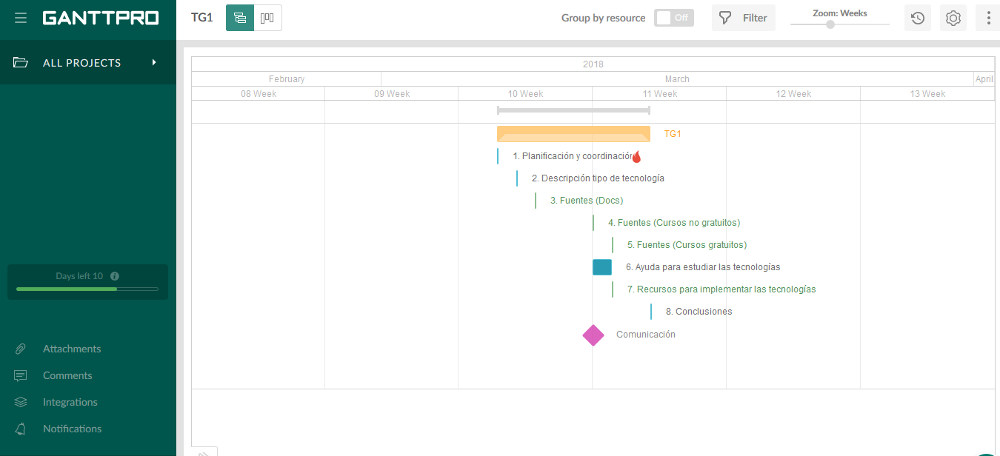 GANTTPRO
TG1
Group by resource
Off
Filter
Zoom: Weeks
ALL PROJECTS
2018
February
March
April
08 Week
09 Week
10 Week
11 Week
12 Week
13 Week
TG1
1. Planificación y coordinación
2. Descripción tipo de tecnología
3. Fuentes (Docs)
4. Fuentes (Cursos no gratuitos)
5. Fuentes (Cursos gratuitos)
6. Ayuda para estudiar las tecnologías
7. Recursos para implementar las tecnologías
8. Conclusiones
Comunicación
Days left 10
Attachments
Comments
Integrations
Notifications